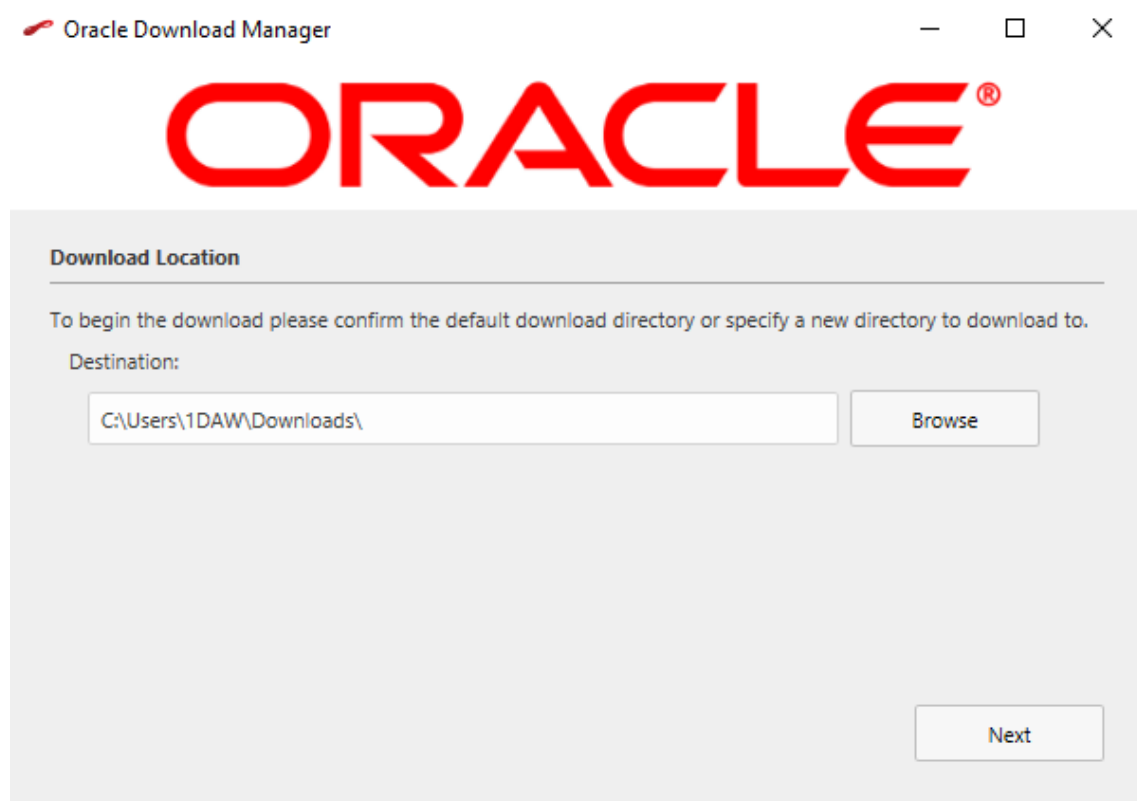 Oracle Download Manager
ORACLE®
Download Location
To begin the download please confirm the default download directory or specify a new directory to download to.
Destination:
C:\Users\1DAW\Downloads\
Browse
Next